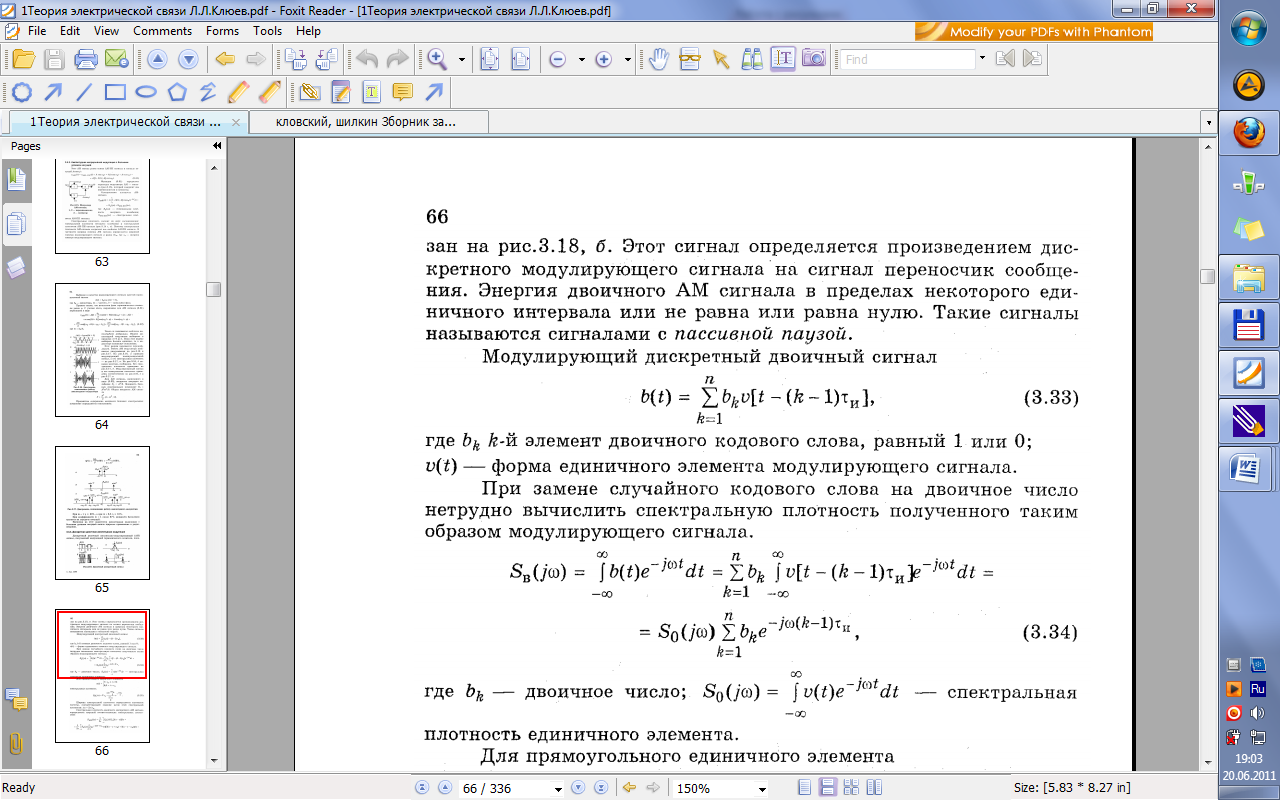 1Теория электрической связи Л.Л.Клюев.pdf - Foxit Reader - [1Теория электрической связи Л.Л.Клюев.pdf]
File Edit View Comments Forms Tools Help
Modify your PDFs with Phantom
Find
1Теория электрической связи ...
кловский, шилкин Зборник за...
Pages
63
64
65
66
66
зан на рис.3.18, б. Этот сигнал определяется произведением дис-
кретного модулирующего сигнала на сигнал переносчик сообще-
ния. Энергия двоичного АМ сигнала в пределах некоторого еди-
ничного интервала или не равна или равна нулю. Такие сигналы
называются сигналами с пассивной паузой.
Модулирующий дискретный двоичный сигнал
b(t) = ∑_{k=1}^{n} b_k v[t – (k – 1)τ_и], (3.33)
где b_k k-й элемент двоичного кодового слова, равный 1 или 0;
v(t) — форма единичного элемента модулирующего сигнала.
При замене случайного кодового слова на двоичное число
нетрудно вычислить спектральную плотность полученного таким
образом модулирующего сигнала.
S_в(jω) = ∫_{–∞}^{∞} b(t)e^{–jωt}dt = ∑_{k=1}^{n} b_k ∫_{–∞}^{∞} v[t – (k – 1)τ_и]e^{–jωt}dt =
= S_0(jω) ∑_{k=1}^{n} b_k e^{–jω(k–1)τ_и}, (3.34)
где b_k — двоичное число; S_0(jω) = ∫_{–∞}^{∞} v(t)e^{–jωt}dt — спектральная
плотность единичного элемента.
Для прямоугольного единичного элемента
Ready
66 / 336
150%
Size: [5.83 * 8.27 in]
Ru
19:03
20.06.2011